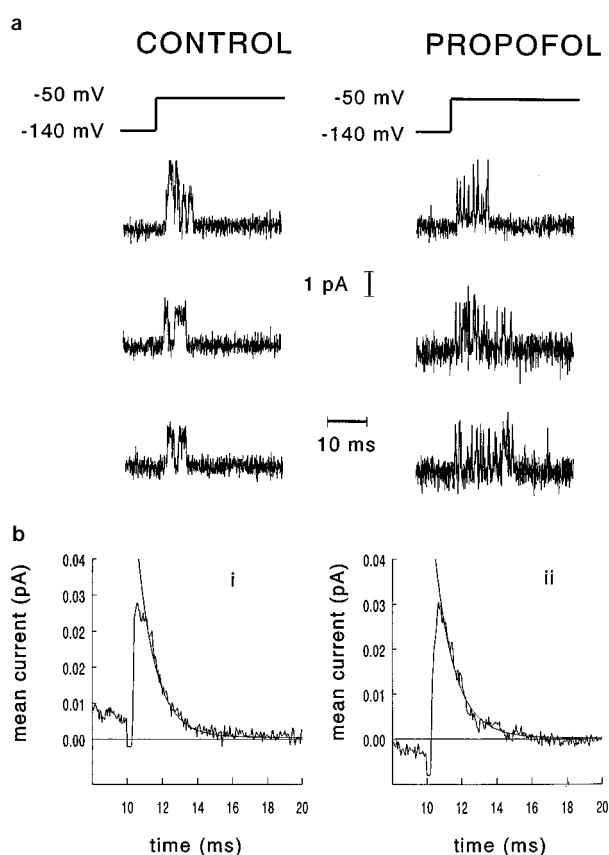 a
CONTROL
PROPOFOL
-50 mV
-140 mV
-50 mV
-140 mV
1 pA
10 ms
b
mean current (pA)
0.04
0.03
0.02
0.01
0.00
i
10 12 14 16 18 20
time (ms)
mean current (pA)
0.04
0.03
0.02
0.01
0.00
ii
10 12 14 16 18 20
time (ms)